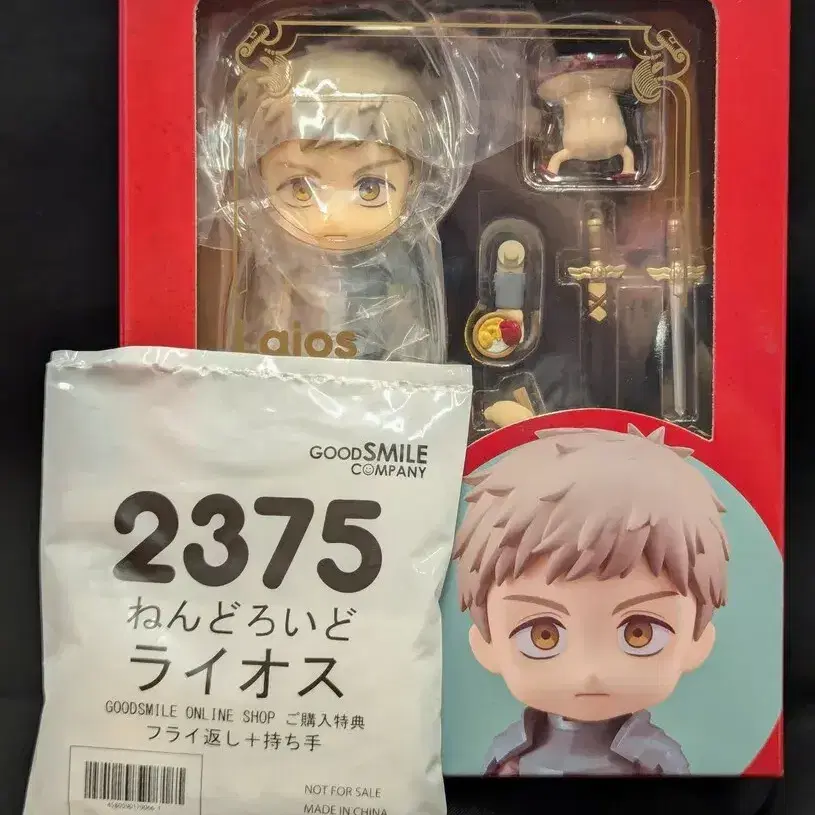 Laios
GOODSMILE
COMPANY
2375
ねんどろいど
ライオス
GOODSMILE ONLINE SHOP ご購入特典
フライ返し＋持ち手
NOT FOR SALE
MADE IN CHINA